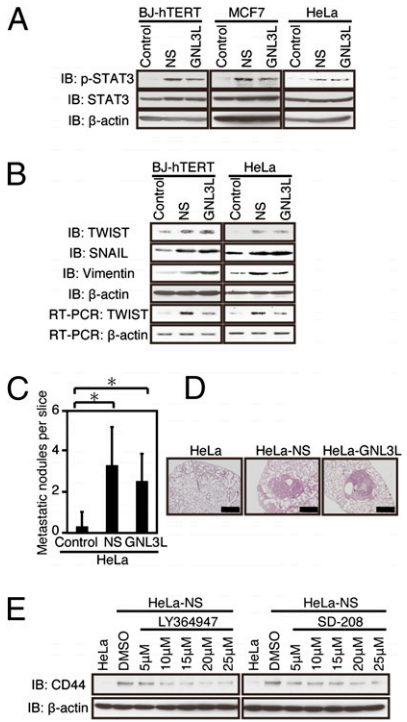 A
BJ-hTERT MCF7 HeLa
Control NS GNL3L Control NS GNL3L Control NS GNL3L
IB: p-STAT3
IB: STAT3
IB: β-actin
B
BJ-hTERT HeLa
Control NS GNL3L Control NS GNL3L
IB: TWIST
IB: SNAIL
IB: Vimentin
IB: β-actin
RT-PCR: TWIST
RT-PCR: β-actin
C
Metastatic nodules per slice
6
4
2
0
*
*
Control NS GNL3L
HeLa
D
HeLa HeLa-NS HeLa-GNL3L
E
HeLa-NS HeLa-NS
LY364947 SD-208
HeLa DMSO 5μM 10μM 15μM 20μM 25μM HeLa DMSO 5μM 10μM 15μM 20μM 25μM
IB: CD44
IB: β-actin